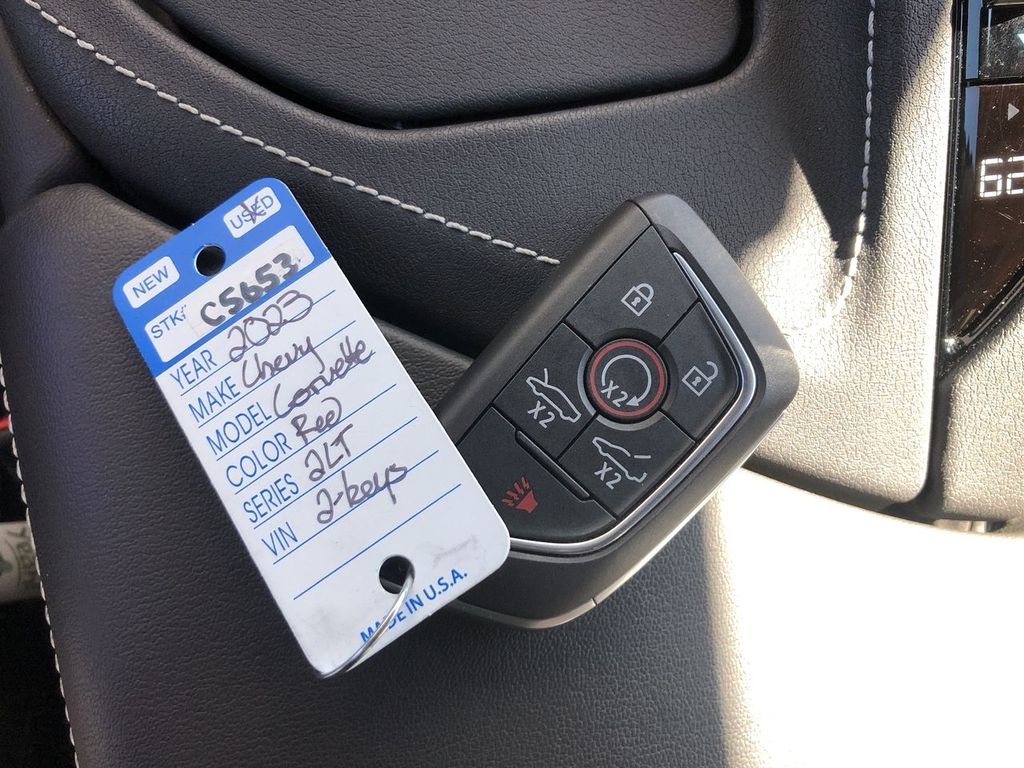 NEW USED
STK# C5653
YEAR 2023
MAKE Chevy
MODEL Corvette
COLOR Red
SERIES 2LT
VIN 2-keys
MADE IN U.S.A.
X2
X2
X2
62